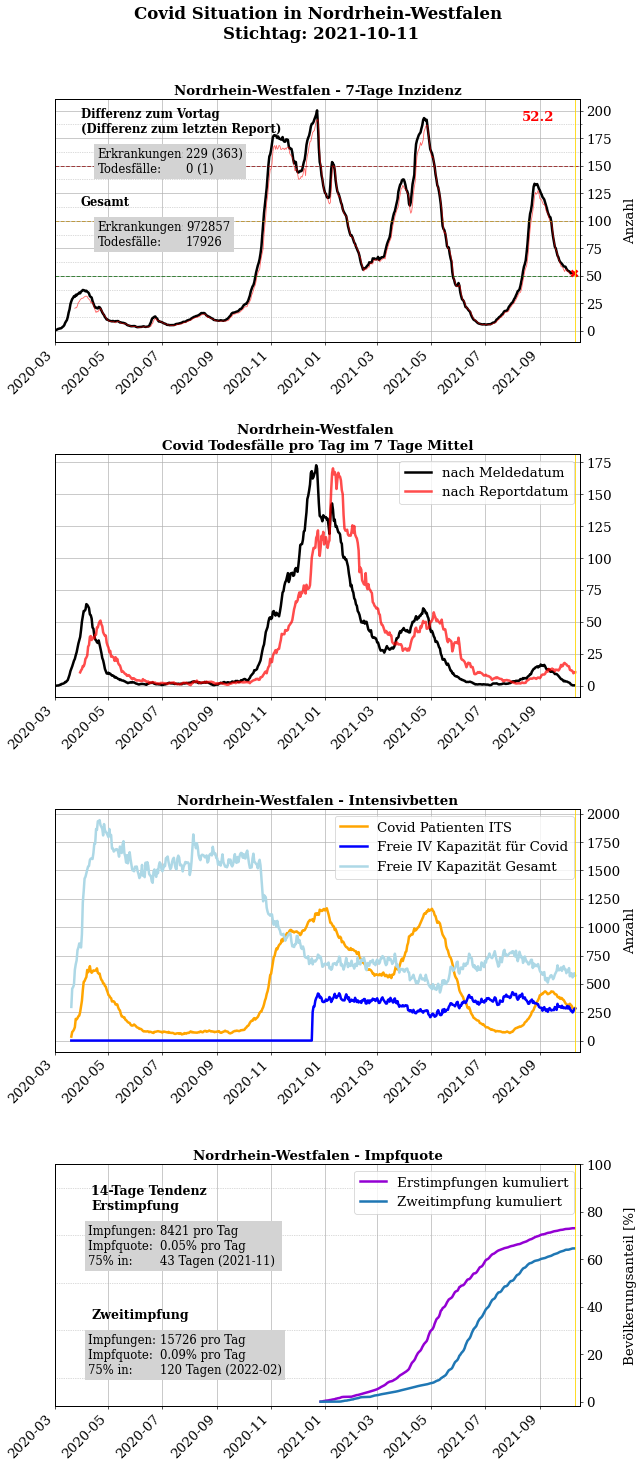 Covid Situation in Nordrhein-Westfalen
Stichtag: 2021-10-11
Nordrhein-Westfalen - 7-Tage Inzidenz
Differenz zum Vortag
(Differenz zum letzten Report)
Erkrankungen 229 (363)
Todesfälle: 0 (1)
Gesamt
Erkrankungen 972857
Todesfälle: 17926
52.2
200
175
150
125
100
75
50
25
0
Anzahl
2020-03
2020-05
2020-07
2020-09
2020-11
2021-01
2021-03
2021-05
2021-07
2021-09
Nordrhein-Westfalen
Covid Todesfälle pro Tag im 7 Tage Mittel
nach Meldedatum
nach Reportdatum
175
150
125
100
75
50
25
0
2020-03
2020-05
2020-07
2020-09
2020-11
2021-01
2021-03
2021-05
2021-07
2021-09
Nordrhein-Westfalen - Intensivbetten
Covid Patienten ITS
Freie IV Kapazität für Covid
Freie IV Kapazität Gesamt
2000
1750
1500
1250
1000
750
500
250
0
Anzahl
2020-03
2020-05
2020-07
2020-09
2020-11
2021-01
2021-03
2021-05
2021-07
2021-09
Nordrhein-Westfalen - Impfquote
14-Tage Tendenz
Erstimpfung
Impfungen: 8421 pro Tag
Impfquote: 0.05% pro Tag
75% in: 43 Tagen (2021-11)
Zweitimpfung
Impfungen: 15726 pro Tag
Impfquote: 0.09% pro Tag
75% in: 120 Tagen (2022-02)
Erstimpfungen kumuliert
Zweitimpfung kumuliert
100
80
60
40
20
0
Bevölkerungsanteil [%]
2020-03
2020-05
2020-07
2020-09
2020-11
2021-01
2021-03
2021-05
2021-07
2021-09